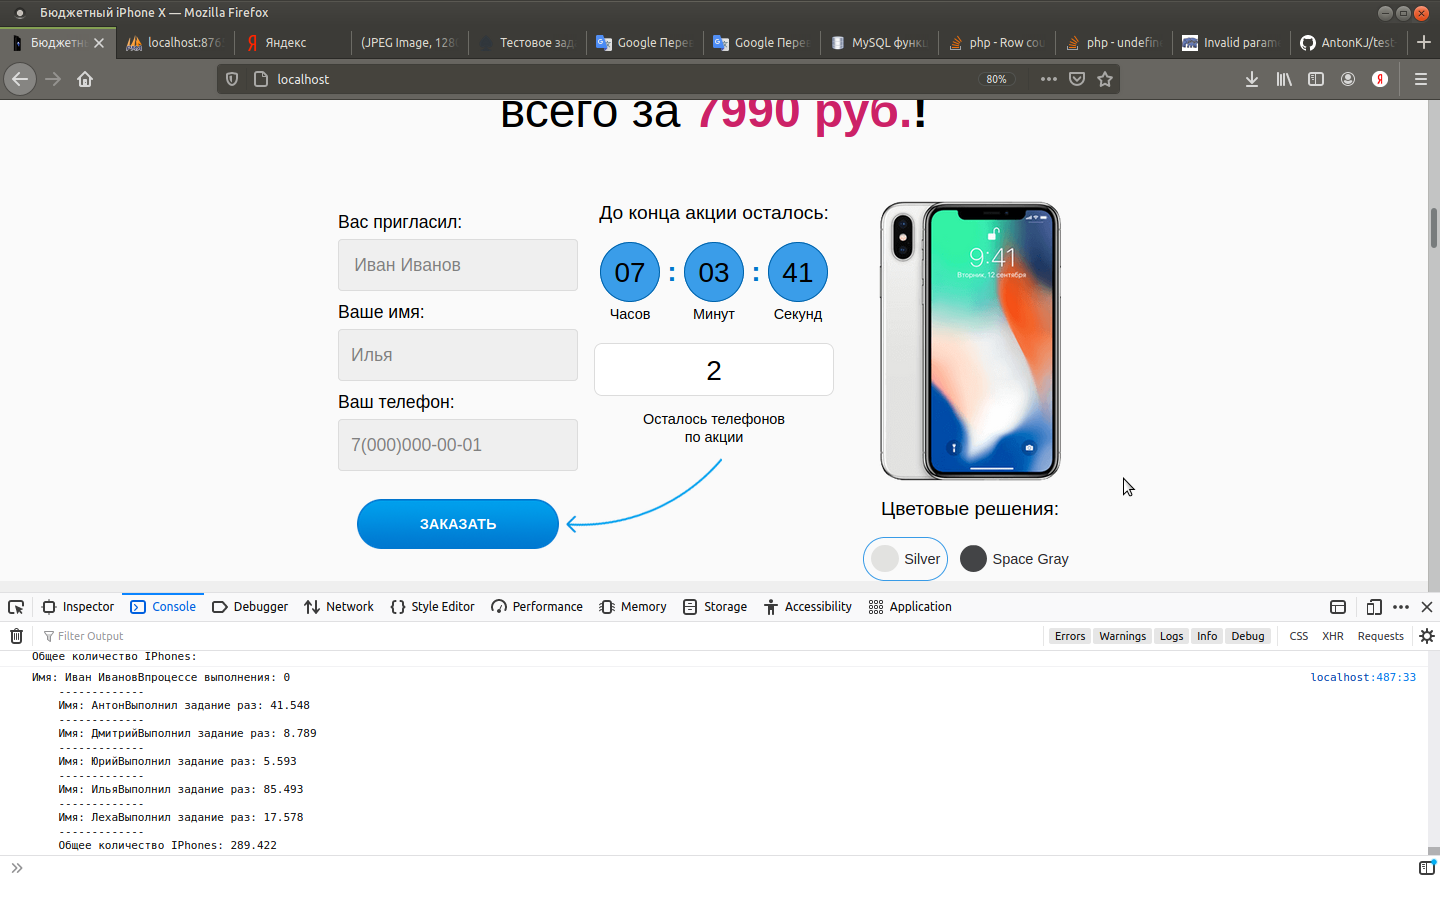 Бюджетный iPhone X — Mozilla Firefox
Бюджетн
localhost:876
Яндекс
(JPEG Image, 128
Тестовое зад
Google Перев
Google Перев
MySQL функц
php - Row cou
php - undefine
Invalid parame
AntonKJ/test-
localhost
80%
всего за 7990 руб.!
Вас пригласил:
Иван Иванов
Ваше имя:
Илья
Ваш телефон:
7(000)000-00-01
ЗАКАЗАТЬ
До конца акции осталось:
07 : 03 : 41
Часов Минут Секунд
2
Осталось телефонов
по акции
9:41
Вторник, 12 сентября
Цветовые решения:
Silver
Space Gray
Inspector Console Debugger Network Style Editor Performance Memory Storage Accessibility Application
Filter Output
Errors Warnings Logs Info Debug CSS XHR Requests
Общее количество IPhones:
Имя: Иван ИвановВпроцессе выполнения: 0 localhost:487:33
-------------
Имя: АнтонВыполнил задание раз: 41.548
-------------
Имя: ДмитрийВыполнил задание раз: 8.789
-------------
Имя: ЮрийВыполнил задание раз: 5.593
-------------
Имя: ИльяВыполнил задание раз: 85.493
-------------
Имя: ЛехаВыполнил задание раз: 17.578
-------------
Общее количество IPhones: 289.422